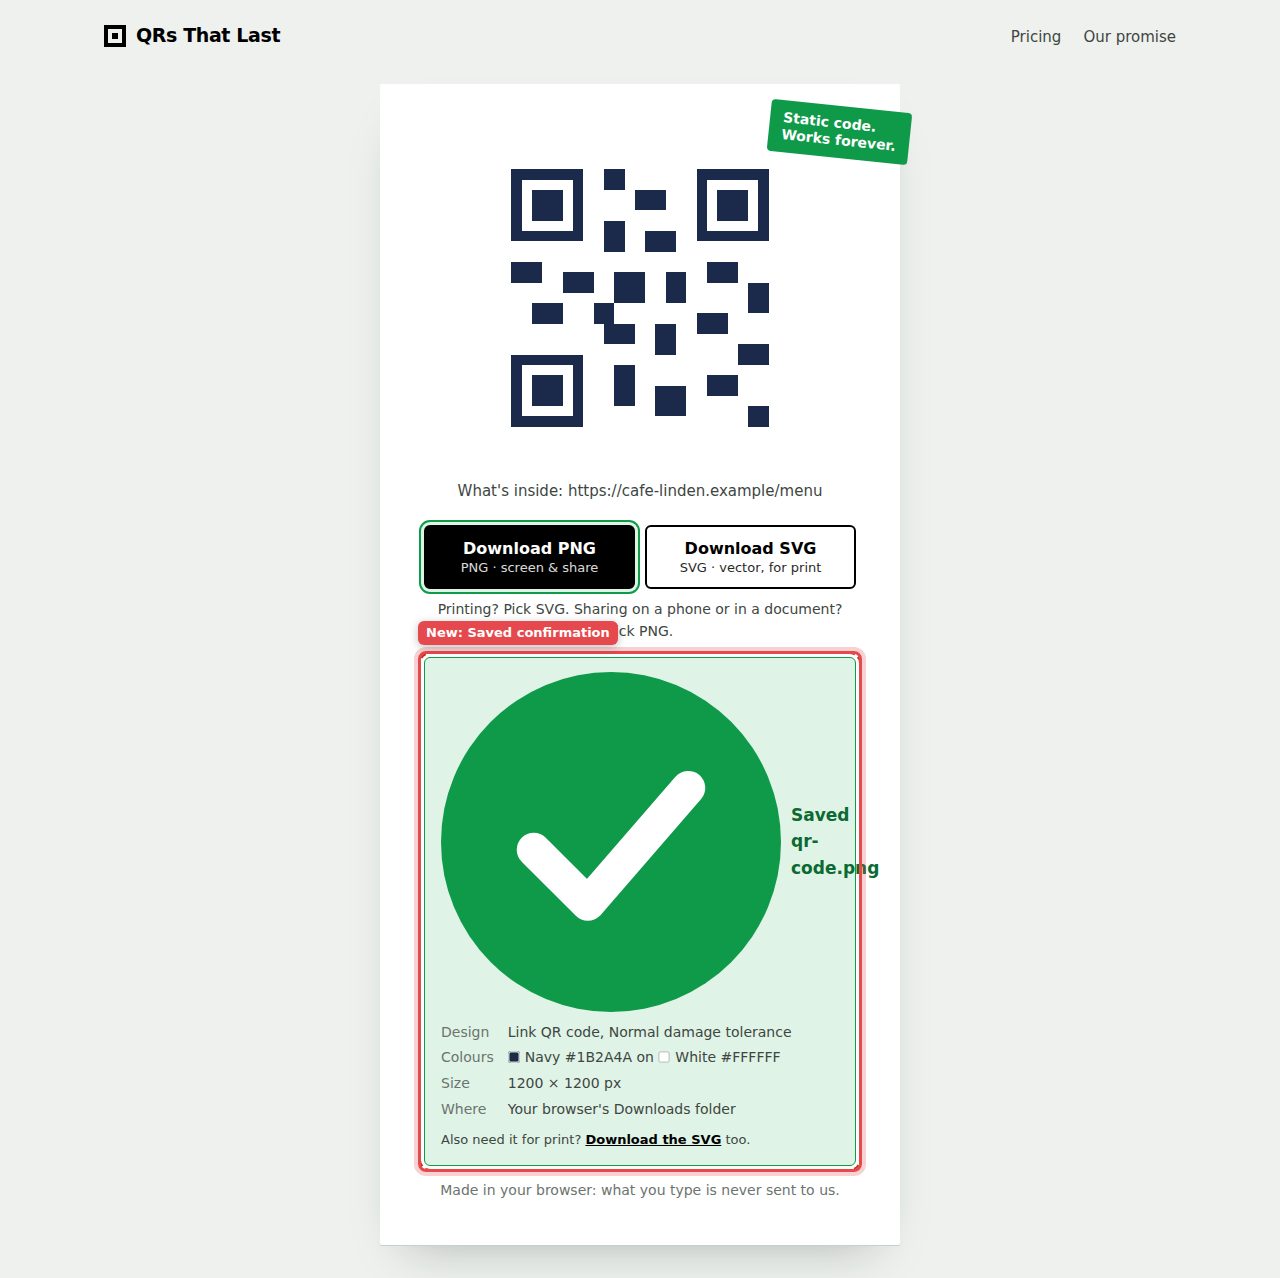 QRs That Last
Pricing
Our promise
Static code.
Works forever.
What's inside: https://cafe-linden.example/menu
Download PNG
PNG · screen & share
Download SVG
SVG · vector, for print
Printing? Pick SVG. Sharing on a phone or in a document?
ck PNG.
New: Saved confirmation
Saved
qr-
code.png
Design Link QR code, Normal damage tolerance
Colours Navy #1B2A4A on White #FFFFFF
Size 1200 × 1200 px
Where Your browser's Downloads folder
Also need it for print? Download the SVG too.
Made in your browser: what you type is never sent to us.